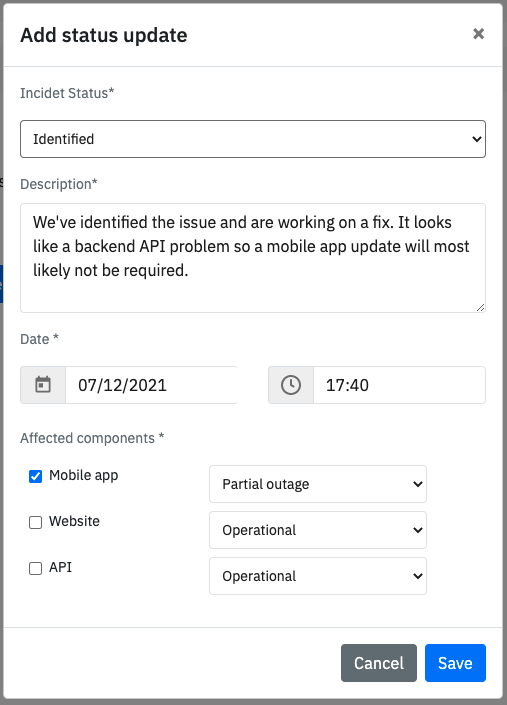 Add status update
×
Incidet Status*
Identified
Description*
We've identified the issue and are working on a fix. It looks
like a backend API problem so a mobile app update will most
likely not be required.
Date *
07/12/2021 17:40
Affected components *
Mobile app Partial outage
Website Operational
API Operational
Cancel Save